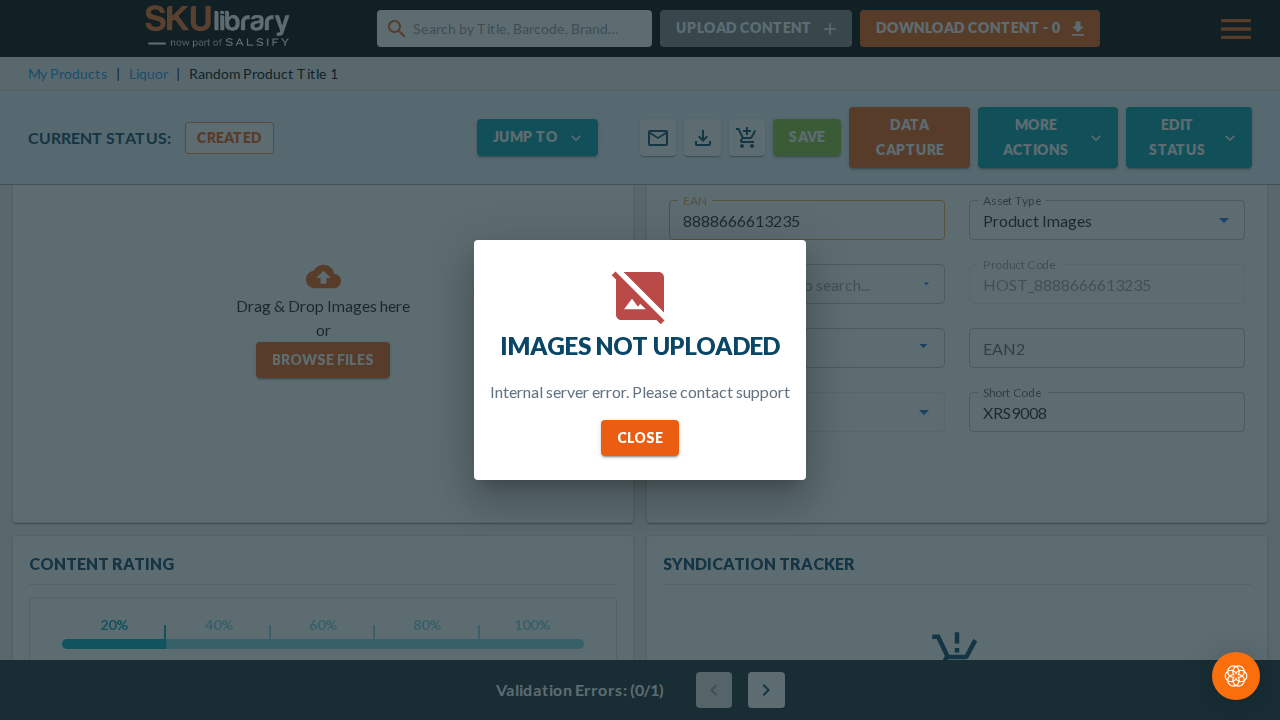 SKUlibrary
now part of SALSIFY
Search by Title, Barcode, Brand...
UPLOAD CONTENT
DOWNLOAD CONTENT - 0
My Products | Liquor | Random Product Title 1
CURRENT STATUS:
CREATED
JUMP TO
SAVE
DATA
CAPTURE
MORE
ACTIONS
EDIT
STATUS
Drag & Drop Images here
or
BROWSE FILES
EAN
8888666613235
Asset Type
Product Images
o search...
Product Code
HOST_8888666613235
EAN2
Short Code
XRS9008
IMAGES NOT UPLOADED
Internal server error. Please contact support
CLOSE
CONTENT RATING
20%
40%
60%
80%
100%
SYNDICATION TRACKER
Validation Errors: (0/1)